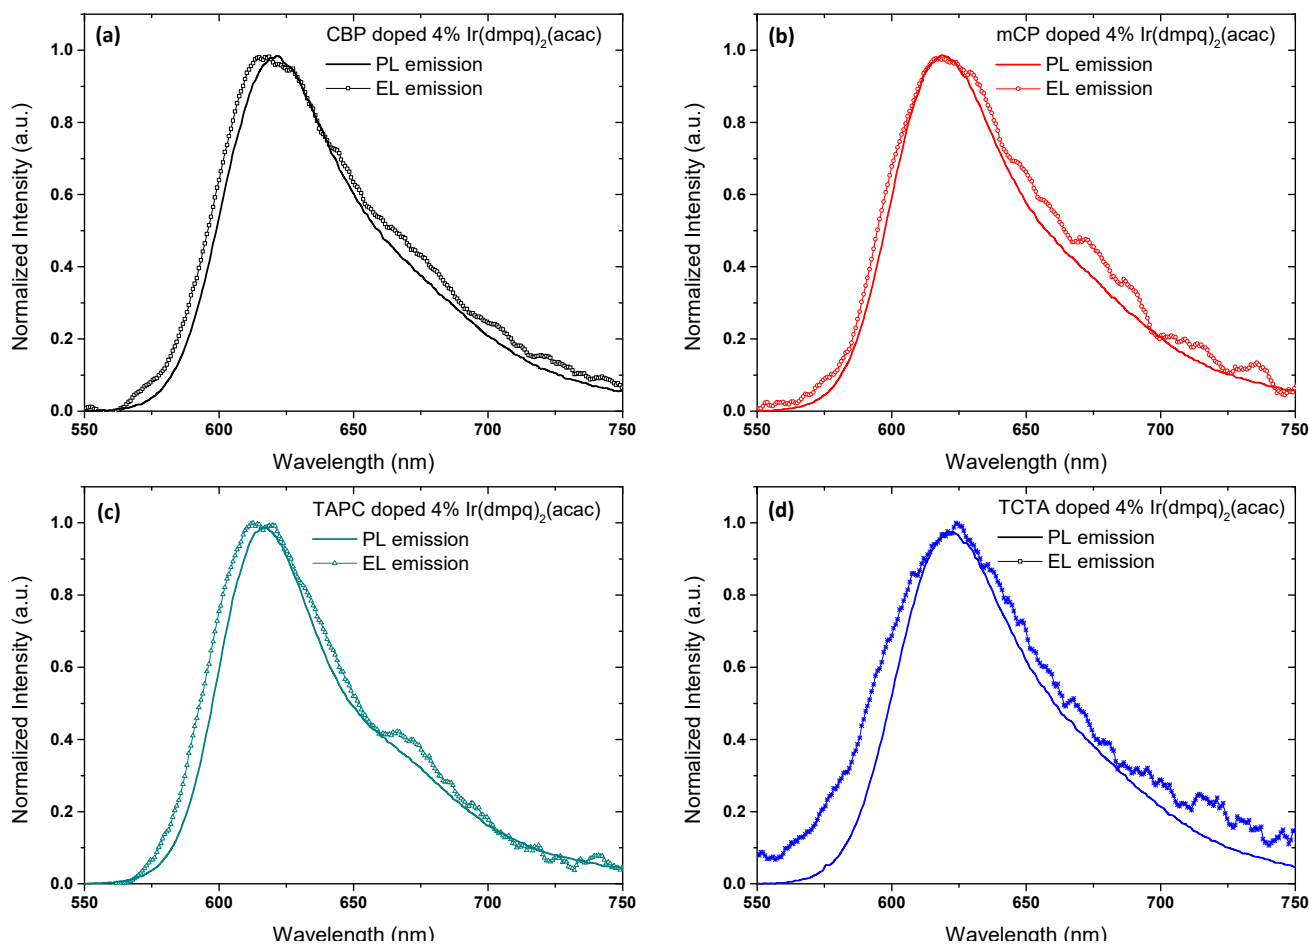 (a)
CBP doped 4% Ir(dmpq)2(acac)
PL emission
EL emission
Normalized Intensity (a.u.)
1.0
0.8
0.6
0.4
0.2
0.0
550
600
650
700
750
Wavelength (nm)
(b)
mCP doped 4% Ir(dmpq)2(acac)
PL emission
EL emission
Normalized Intensity (a.u.)
1.0
0.8
0.6
0.4
0.2
0.0
550
600
650
700
750
Wavelength (nm)
(c)
TAPC doped 4% Ir(dmpq)2(acac)
PL emission
EL emission
Normalized Intensity (a.u.)
1.0
0.8
0.6
0.4
0.2
0.0
550
600
650
700
750
Wavelength (nm)
(d)
TCTA doped 4% Ir(dmpq)2(acac)
PL emission
EL emission
Normalized Intensity (a.u.)
1.0
0.8
0.6
0.4
0.2
0.0
550
600
650
700
750
Wavelength (nm)